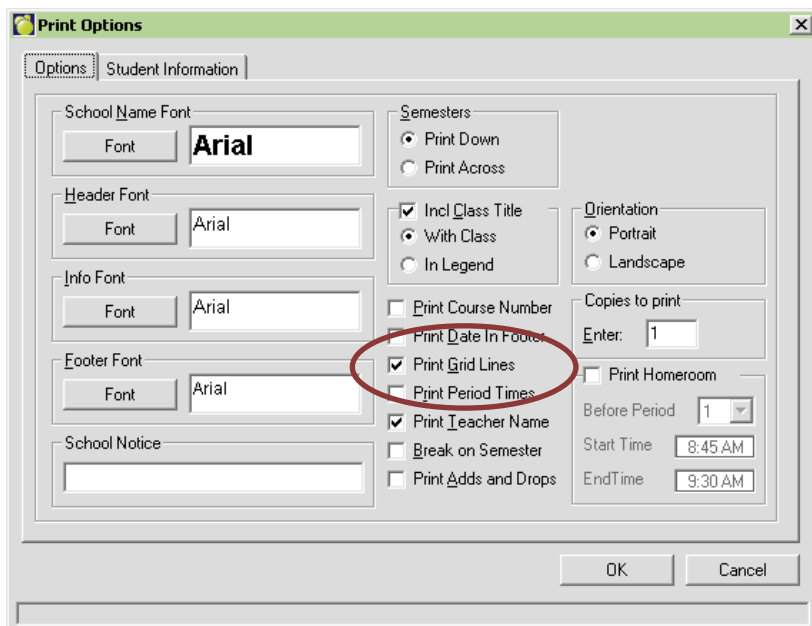 Print Options
Options
Student Information
School Name Font
Font
Arial
Header Font
Font
Arial
Info Font
Font
Arial
Footer Font
Font
Arial
School Notice
Semesters
Print Down
Print Across
Incl Class Title
With Class
In Legend
Print Course Number
Print Date In Footer
Print Grid Lines
Print Period Times
Print Teacher Name
Break on Semester
Print Adds and Drops
Orientation
Portrait
Landscape
Copies to print
Enter: 1
Print Homeroom
Before Period 1
Start Time 8:45 AM
EndTime 9:30 AM
OK
Cancel